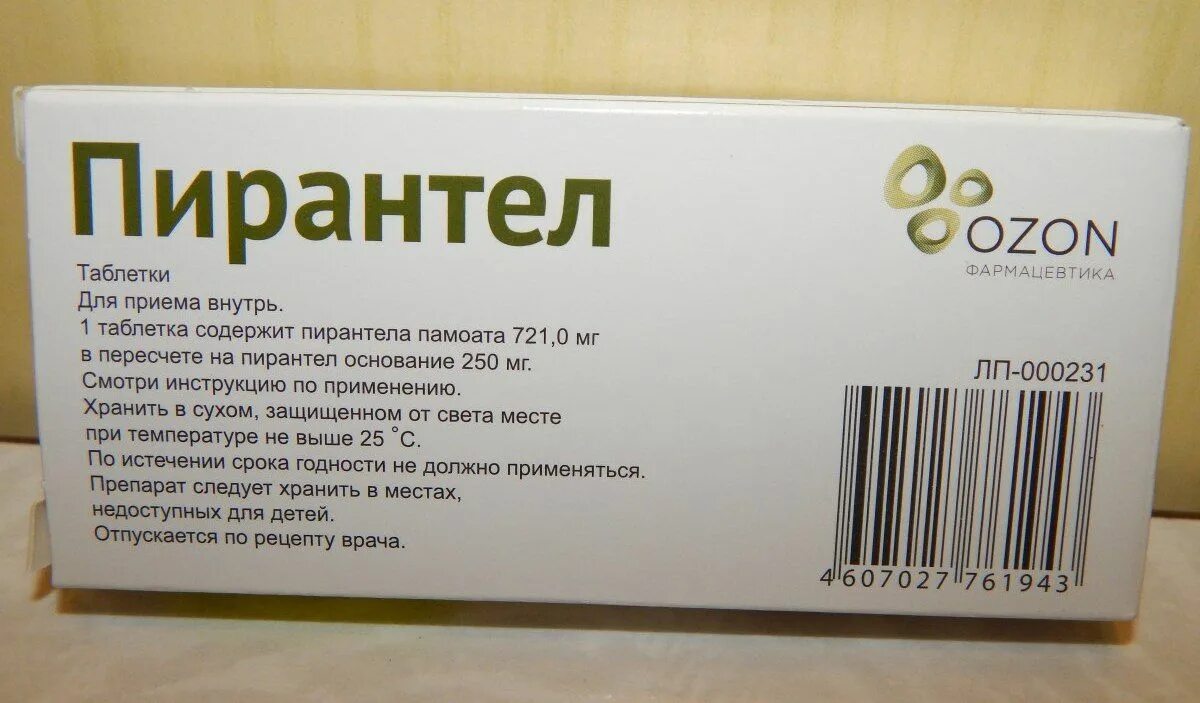 Пирантел
Таблетки
Для приема внутрь.
1 таблетка содержит пирантела памоата 721,0 мг
в пересчете на пирантел основание 250 мг.
Смотри инструкцию по применению.
Хранить в сухом, защищенном от света месте
при температуре не выше 25 °С.
По истечении срока годности не должно применяться.
Препарат следует хранить в местах,
недоступных для детей.
Отпускается по рецепту врача.
OZON
ФАРМАЦЕВТИКА
ЛП-000231
4 607027 761943